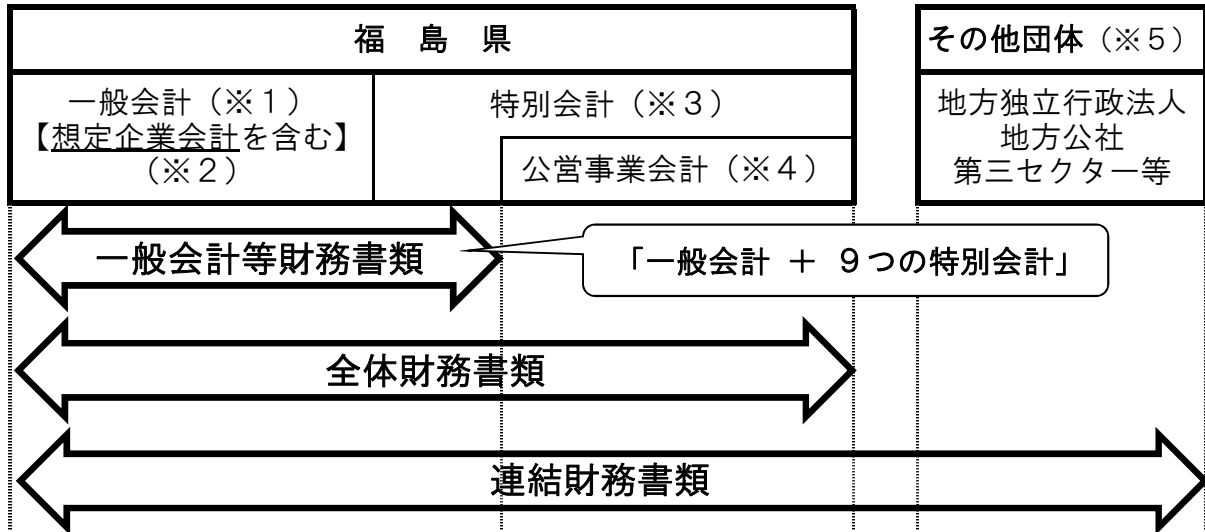 福 島 県
その他団体（※５）
一般会計（※１）
【想定企業会計を含む】
（※２）
特別会計（※３）
公営事業会計（※４）
地方独立行政法人
地方公社
第三セクター等
一般会計等財務書類
「一般会計 ＋ ９つの特別会計」
全体財務書類
連結財務書類